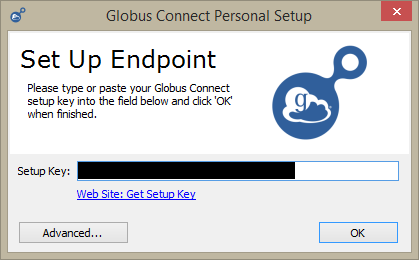 Globus Connect Personal Setup
Set Up Endpoint
Please type or paste your Globus Connect
setup key into the field below and click 'OK'
when finished.
g
Setup Key:
Web Site: Get Setup Key
Advanced...
OK